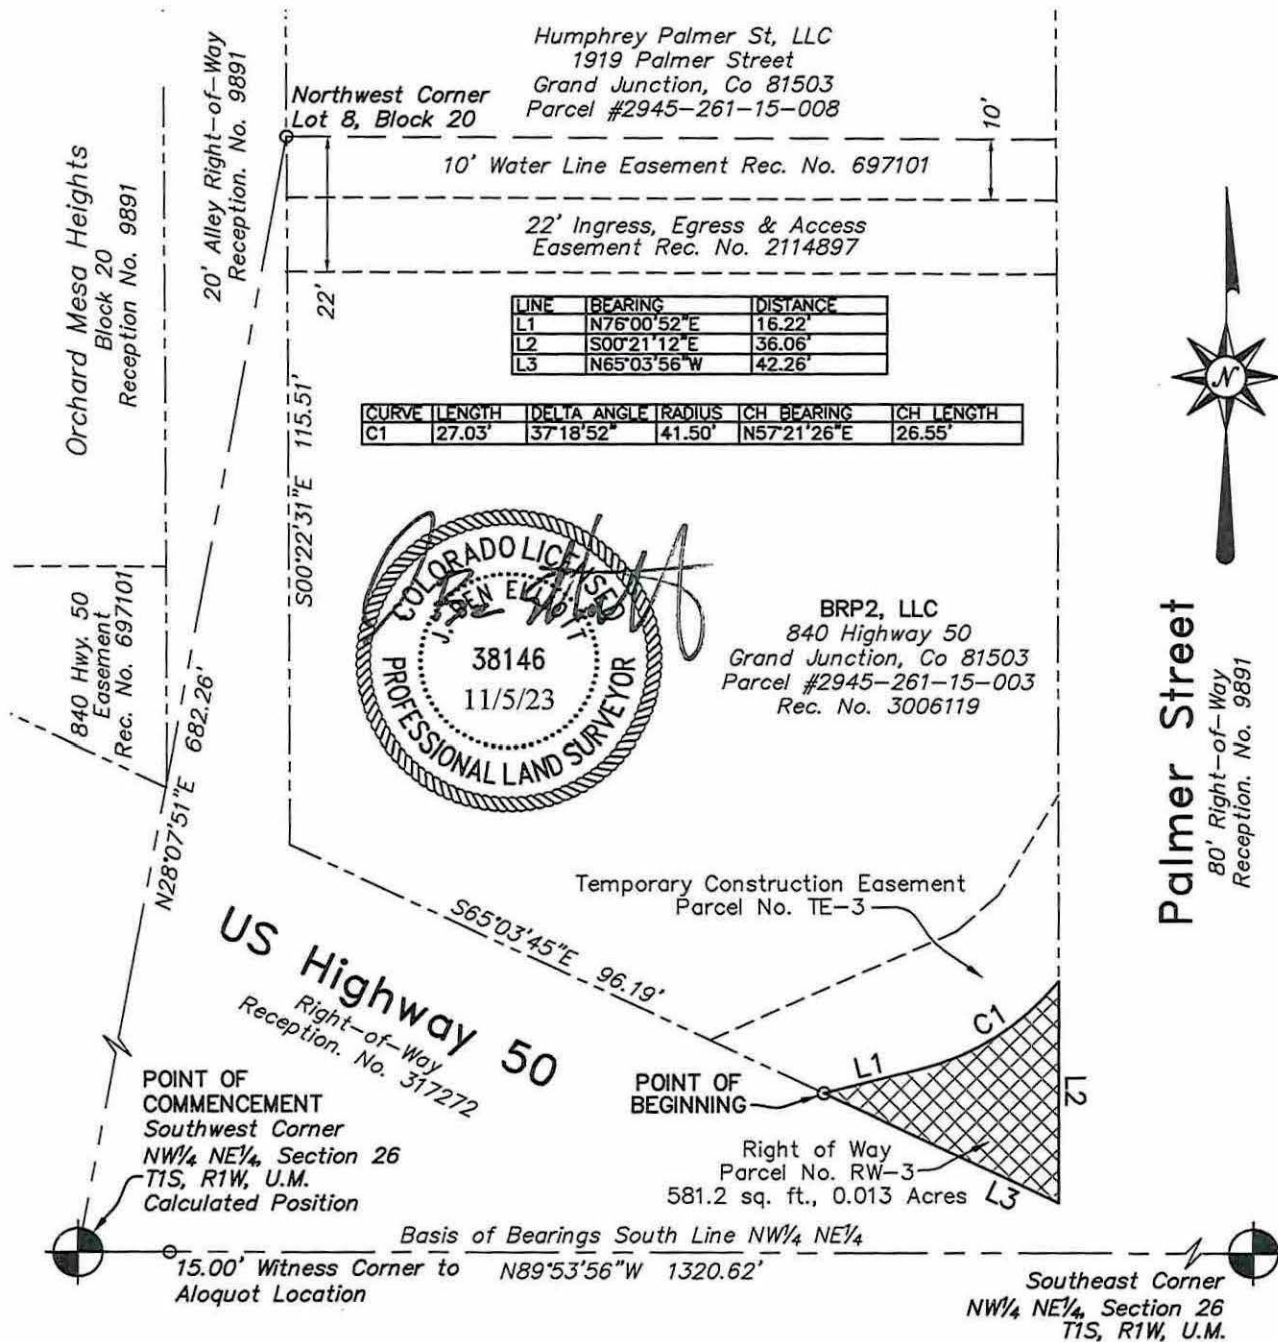 Humphrey Palmer St, LLC
1919 Palmer Street
Grand Junction, Co 81503
Parcel #2945-261-15-008
Northwest Corner
Lot 8, Block 20
20' Alley Right-of-Way
Reception. No. 9891
Orchard Mesa Heights
Block 20
Reception No. 9891
10'
10' Water Line Easement Rec. No. 697101
22' Ingress, Egress & Access
Easement Rec. No. 2114897
22'
LINE BEARING DISTANCE
L1 N76°00'52"E 16.22'
L2 S00°21'12"E 36.06'
L3 N65°03'56"W 42.26'
CURVE LENGTH DELTA ANGLE RADIUS CH BEARING CH LENGTH
C1 27.03' 37°18'52" 41.50' N57°21'26"E 26.55'
N
S00°22'31"E 115.51'
COLORADO LICENSED
ELLIOTT
38146
11/5/23
PROFESSIONAL LAND SURVEYOR
BRP2, LLC
840 Highway 50
Grand Junction, Co 81503
Parcel #2945-261-15-003
Rec. No. 3006119
840 Hwy. 50
Easement
Rec. No. 697101
N28°07'51"E 682.26'
Palmer Street
80' Right-of-Way
Reception. No. 9891
Temporary Construction Easement
Parcel No. TE-3
S65°03'45"E 96.19'
US Highway 50
Right-of-Way
Reception. No. 317272
C1
L1
L2
L3
POINT OF
BEGINNING
Right of Way
Parcel No. RW-3
581.2 sq. ft., 0.013 Acres
POINT OF
COMMENCEMENT
Southwest Corner
NW¼ NE¼, Section 26
T1S, R1W, U.M.
Calculated Position
Basis of Bearings South Line NW¼ NE¼
15.00' Witness Corner to
Aloquot Location
N89°53'56"W 1320.62'
Southeast Corner
NW¼ NE¼, Section 26
T1S, R1W, U.M.